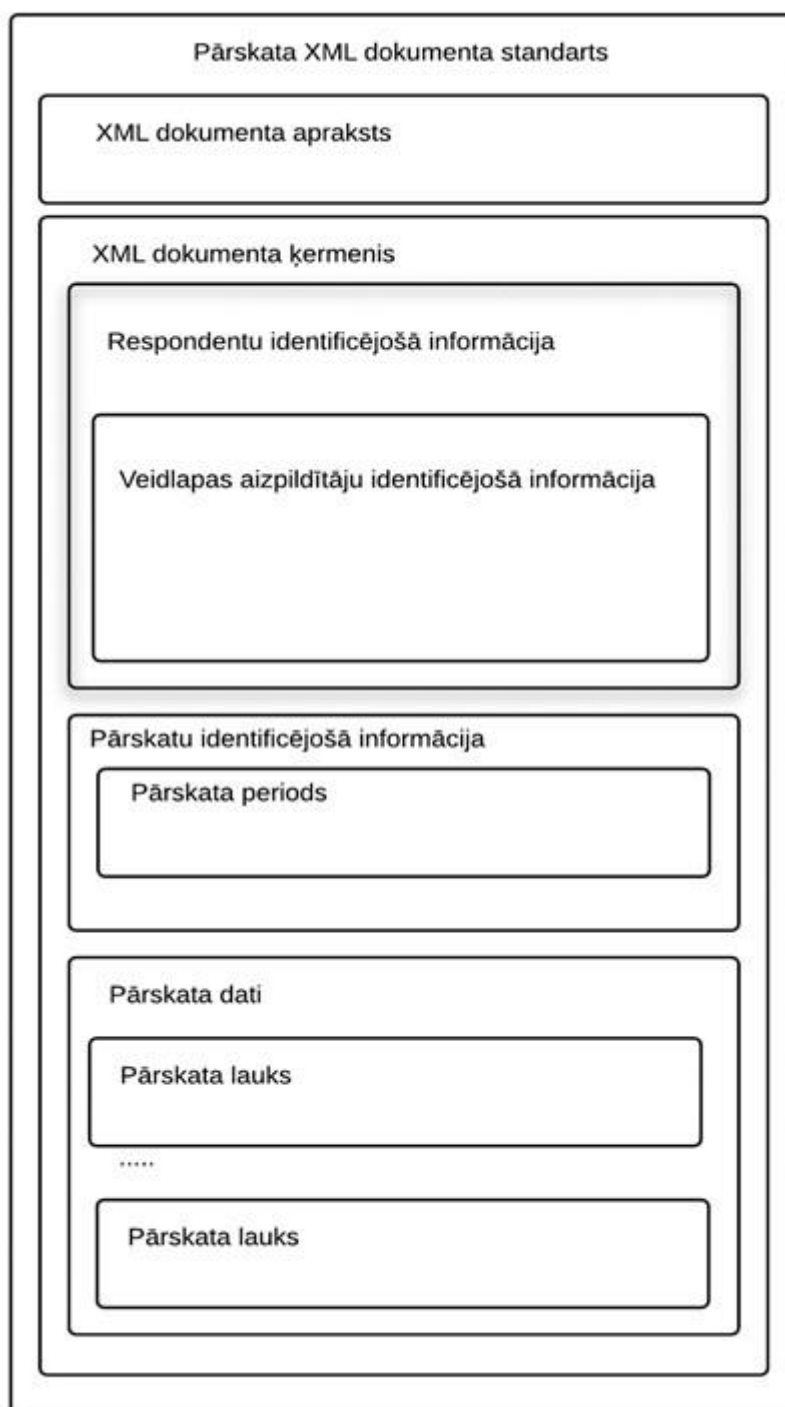 Pārskata XML dokumenta standarts
XML dokumenta apraksts
XML dokumenta ķermenis
Respondentu identificējošā informācija
Veidlapas aizpildītāju identificējošā informācija
Pārskatu identificējošā informācija
Pārskata periods
Pārskata dati
Pārskata lauks
.....
Pārskata lauks